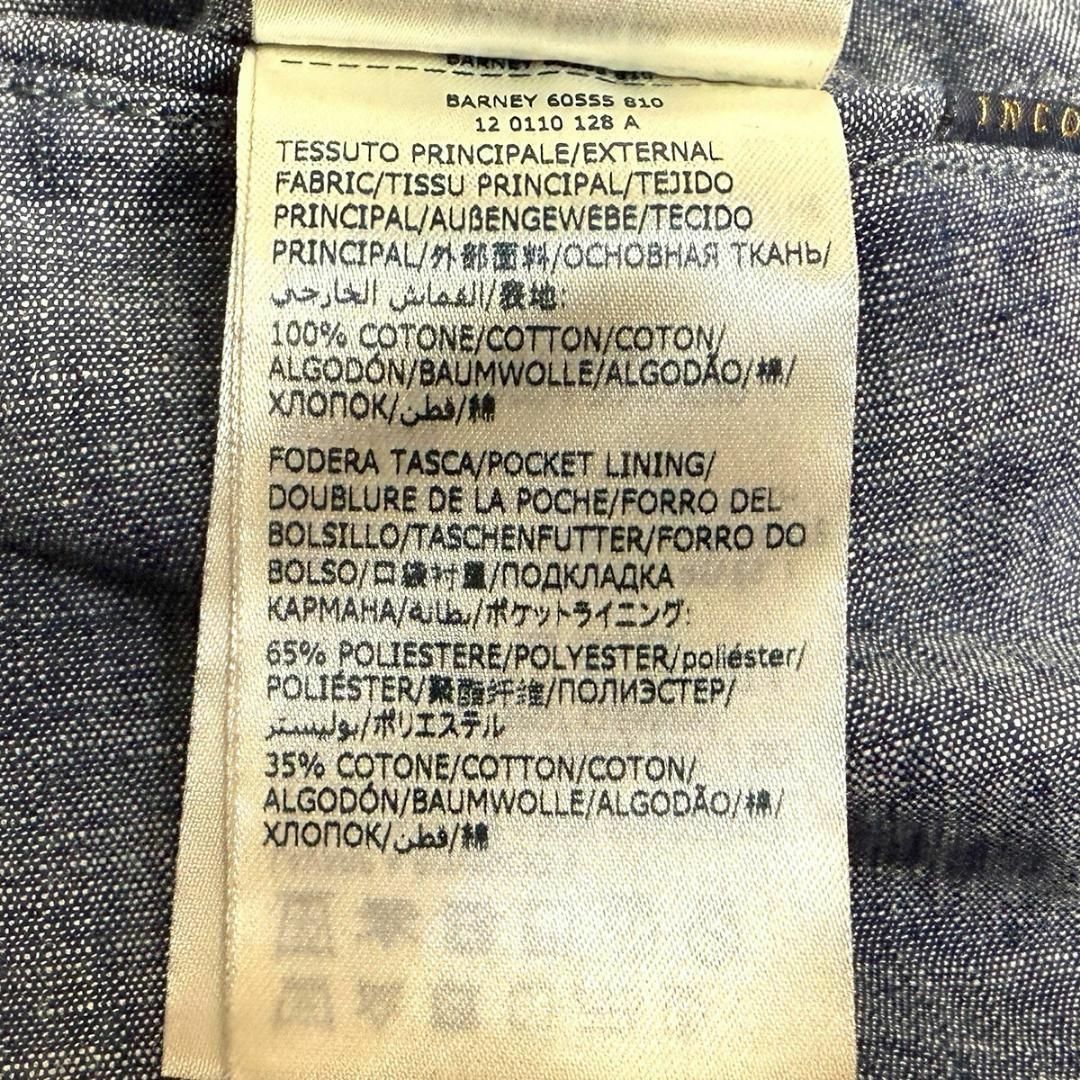 BARNEY 60555 810
12 0110 128 A
TESSUTO PRINCIPALE/EXTERNAL
FABRIC/TISSU PRINCIPAL/TEJIDO
PRINCIPAL/AUßENGEWEBE/TECIDO
PRINCIPAL/外部面料/ОСНОВНАЯ ТКАНЬ/
القماش الخارجي/表地:
100% COTONE/COTTON/COTON/
ALGODÓN/BAUMWOLLE/ALGODÃO/棉/
ХЛОПОК/قطن/綿
FODERA TASCA/POCKET LINING/
DOUBLURE DE LA POCHE/FORRO DEL
BOLSILLO/TASCHENFUTTER/FORRO DO
BOLSO/口袋衬里/ПОДКЛАДКА
КАРМАНА/بطانة/ポケットライニング:
65% POLIESTERE/POLYESTER/poliéster/
POLIÉSTER/聚酯纤维/ПОЛИЭСТЕР/
بوليستر/ポリエステル
35% COTONE/COTTON/COTON/
ALGODÓN/BAUMWOLLE/ALGODÃO/棉/
ХЛОПОК/قطن/綿
INCO